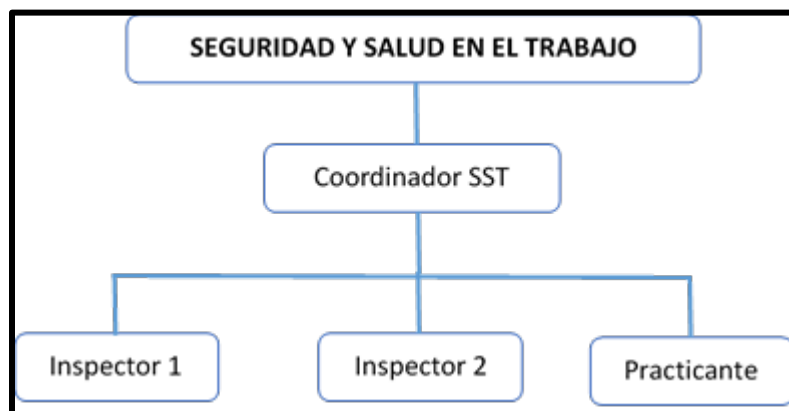 SEGURIDAD Y SALUD EN EL TRABAJO
Coordinador SST
Inspector 1
Inspector 2
Practicante